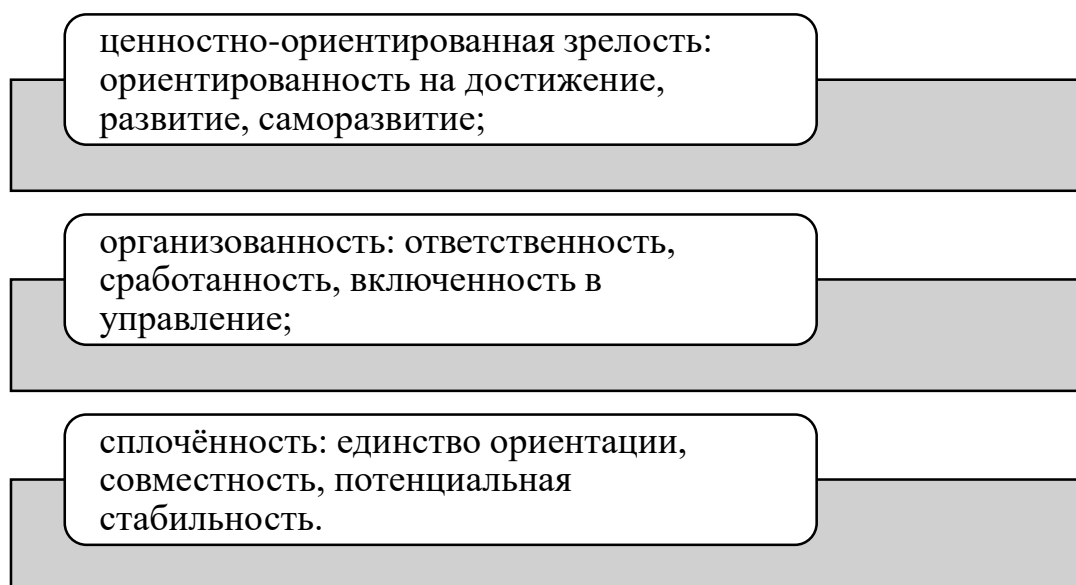 ценностно-ориентированная зрелость:
ориентированность на достижение,
развитие, саморазвитие;
организованность: ответственность,
сработанность, включенность в
управление;
сплочённость: единство ориентации,
совместность, потенциальная
стабильность.